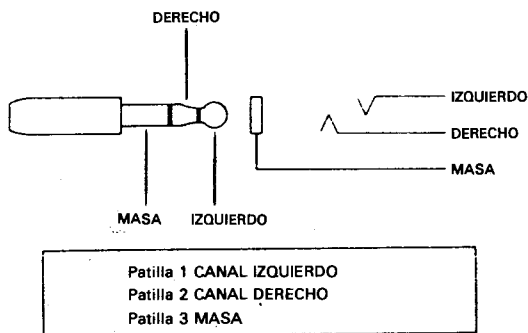 DERECHO
IZQUIERDO
DERECHO
MASA
MASA IZQUIERDO
Patilla 1 CANAL IZQUIERDO
Patilla 2 CANAL DERECHO
Patilla 3 MASA